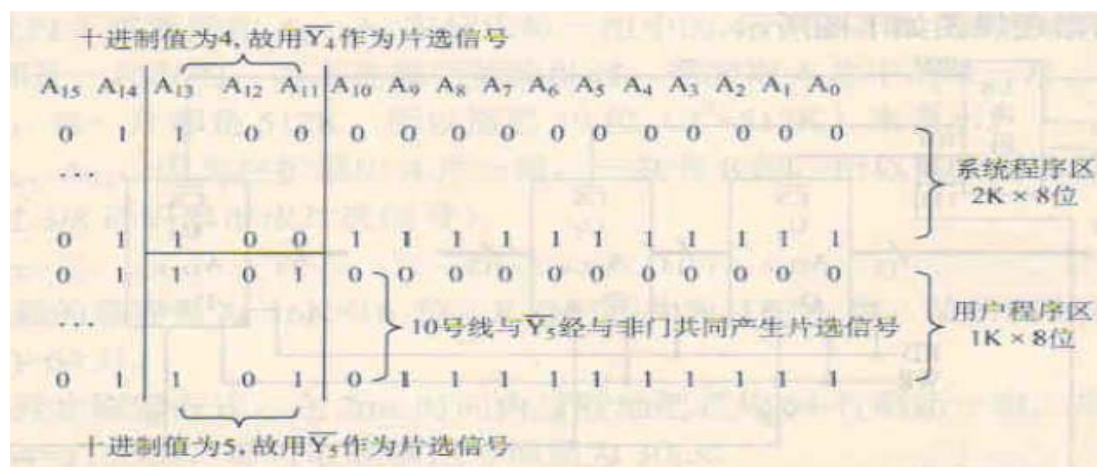 十进制值为4,故用Y̅₄作为片选信号
A₁₅ A₁₄ A₁₃ A₁₂ A₁₁ A₁₀ A₉ A₈ A₇ A₆ A₅ A₄ A₃ A₂ A₁ A₀
0 1 1 0 0 0 0 0 0 0 0 0 0 0 0 0
…
系统程序区
2K × 8位
0 1 1 0 0 1 1 1 1 1 1 1 1 1 1 1
0 1 1 0 1 0 0 0 0 0 0 0 0 0 0 0
… 10号线与Y̅₅经与非门共同产生片选信号
用户程序区
1K × 8位
0 1 1 0 1 0 1 1 1 1 1 1 1 1 1 1
十进制值为5,故用Y̅₅作为片选信号